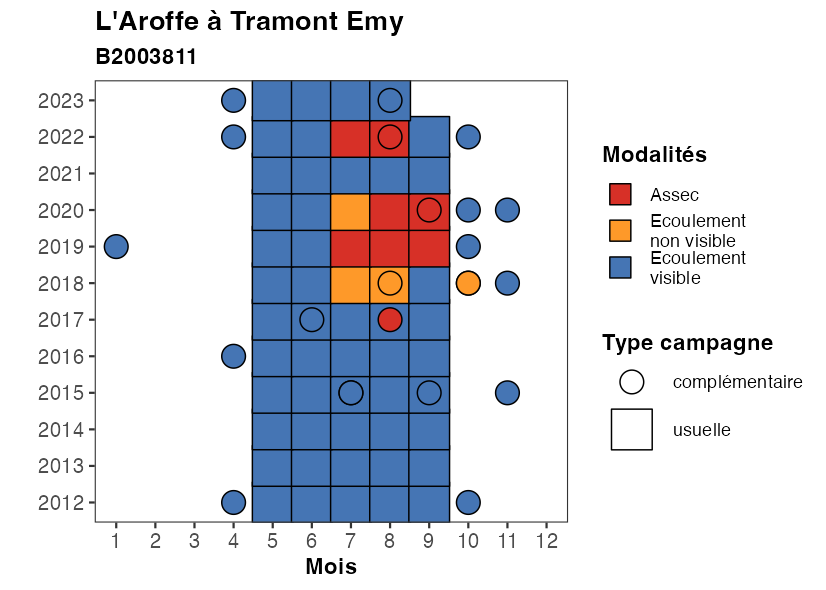 L'Aroffe à Tramont Emy
B2003811
2023
2022
2021
2020
2019
2018
2017
2016
2015
2014
2013
2012
1 2 3 4 5 6 7 8 9 10 11 12
Mois
Modalités
Assec
Ecoulement
non visible
Ecoulement
visible
Type campagne
complémentaire
usuelle